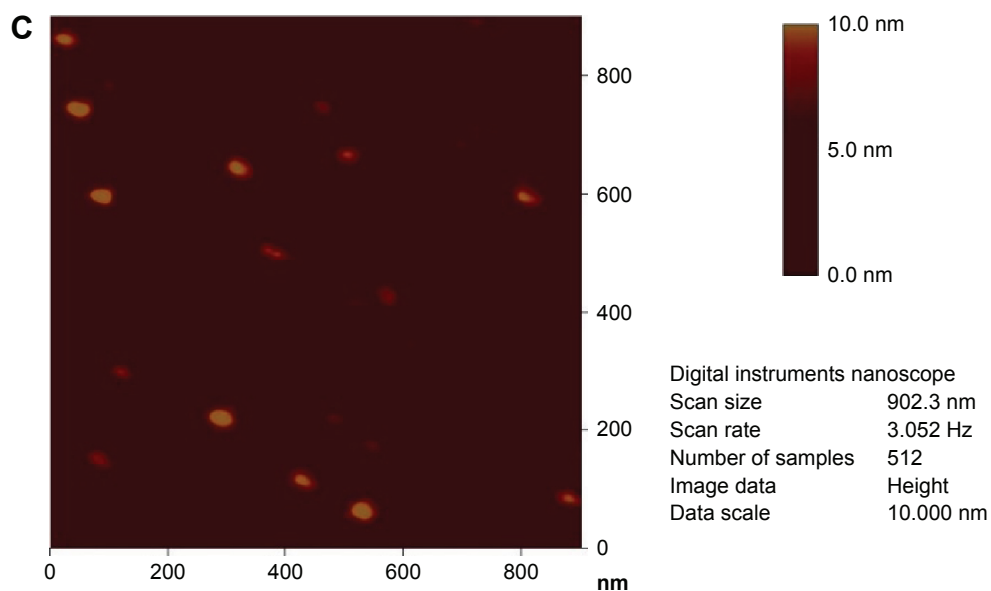 C
10.0 nm
5.0 nm
0.0 nm
800
600
400
200
0
0 200 400 600 800 nm
Digital instruments nanoscope
Scan size 902.3 nm
Scan rate 3.052 Hz
Number of samples 512
Image data Height
Data scale 10.000 nm